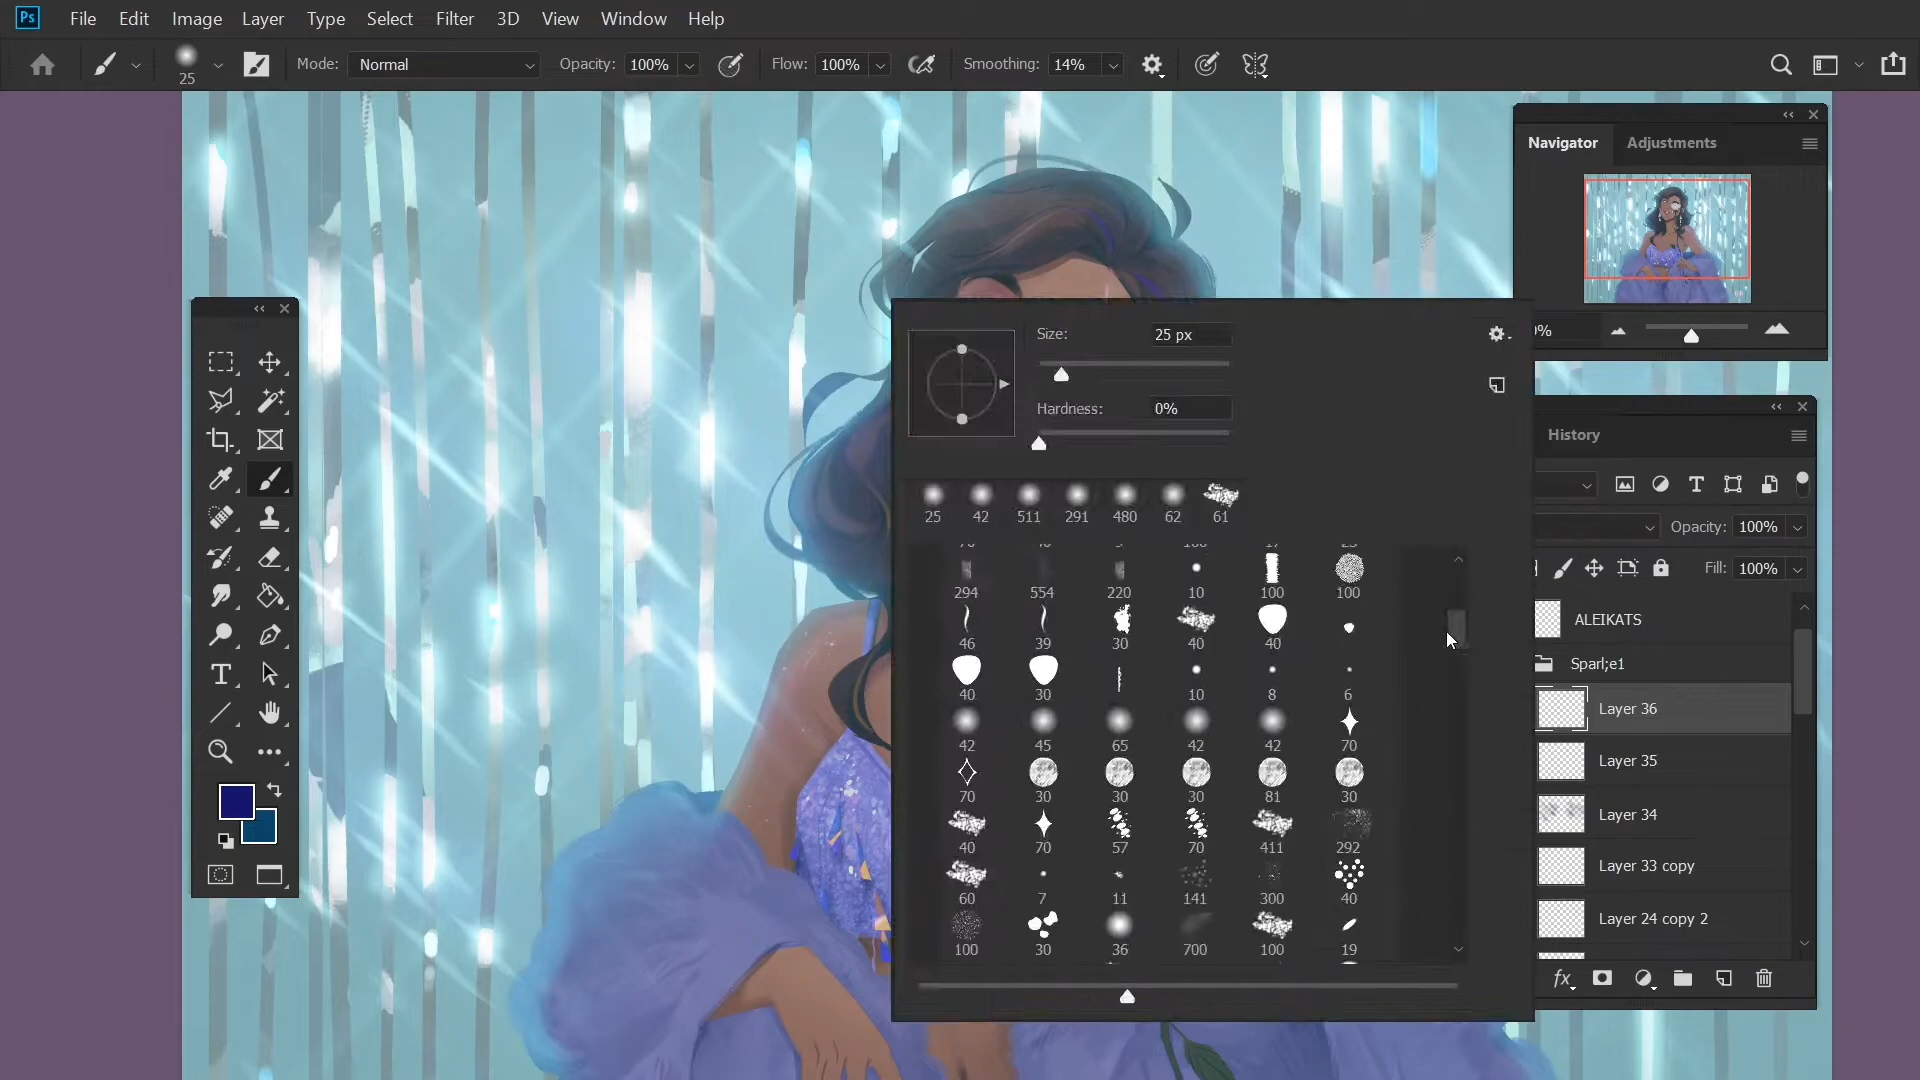 Ps File Edit Image Layer Type Select Filter 3D View Window Help
25 Mode: Normal Opacity: 100% Flow: 100% Smoothing: 14%
Navigator Adjustments
Size: 25 px
Hardness: 0%
History
Opacity: 100%
Fill: 100%
25 42 511 291 480 62 61
294 554 220 10 100 100
46 39 30 40 40
40 30 10 8 6
42 45 65 42 42 70
70 30 30 30 81 30
40 70 57 70 411 292
60 7 11 141 300 40
100 30 36 700 100 19
ALEIKATS
Sparl;e1
Layer 36
Layer 35
Layer 34
Layer 33 copy
Layer 24 copy 2
fx